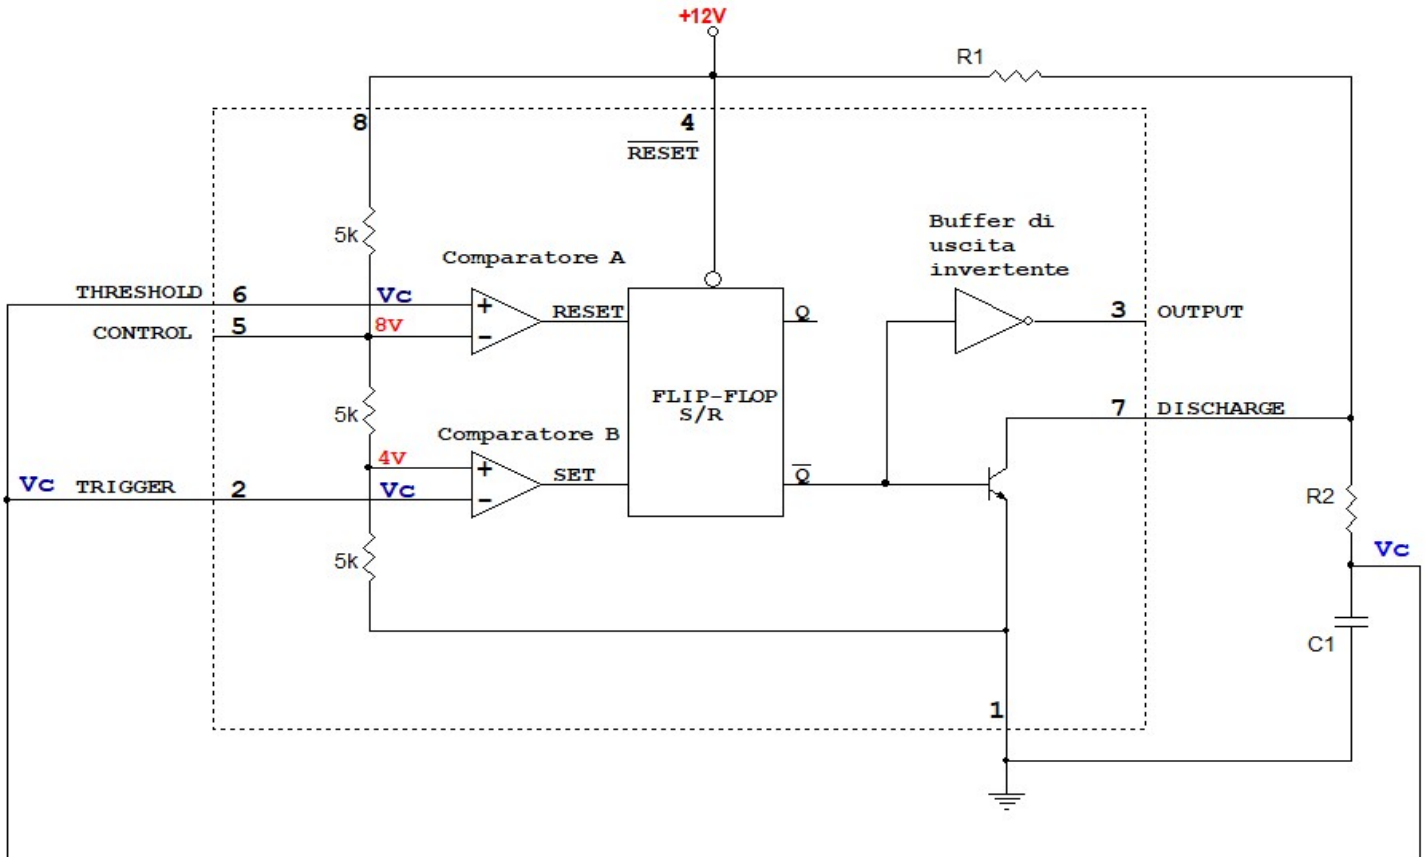 +12V
R1
8
4
RESET
5k
Buffer di
uscita
invertente
Comparatore A
THRESHOLD
6
Vc
+
RESET
Q
3
OUTPUT
CONTROL
5
8V
-
FLIP-FLOP
S/R
5k
7
DISCHARGE
Comparatore B
4V
+
SET
Q
Vc
TRIGGER
2
Vc
-
R2
5k
Vc
C1
1